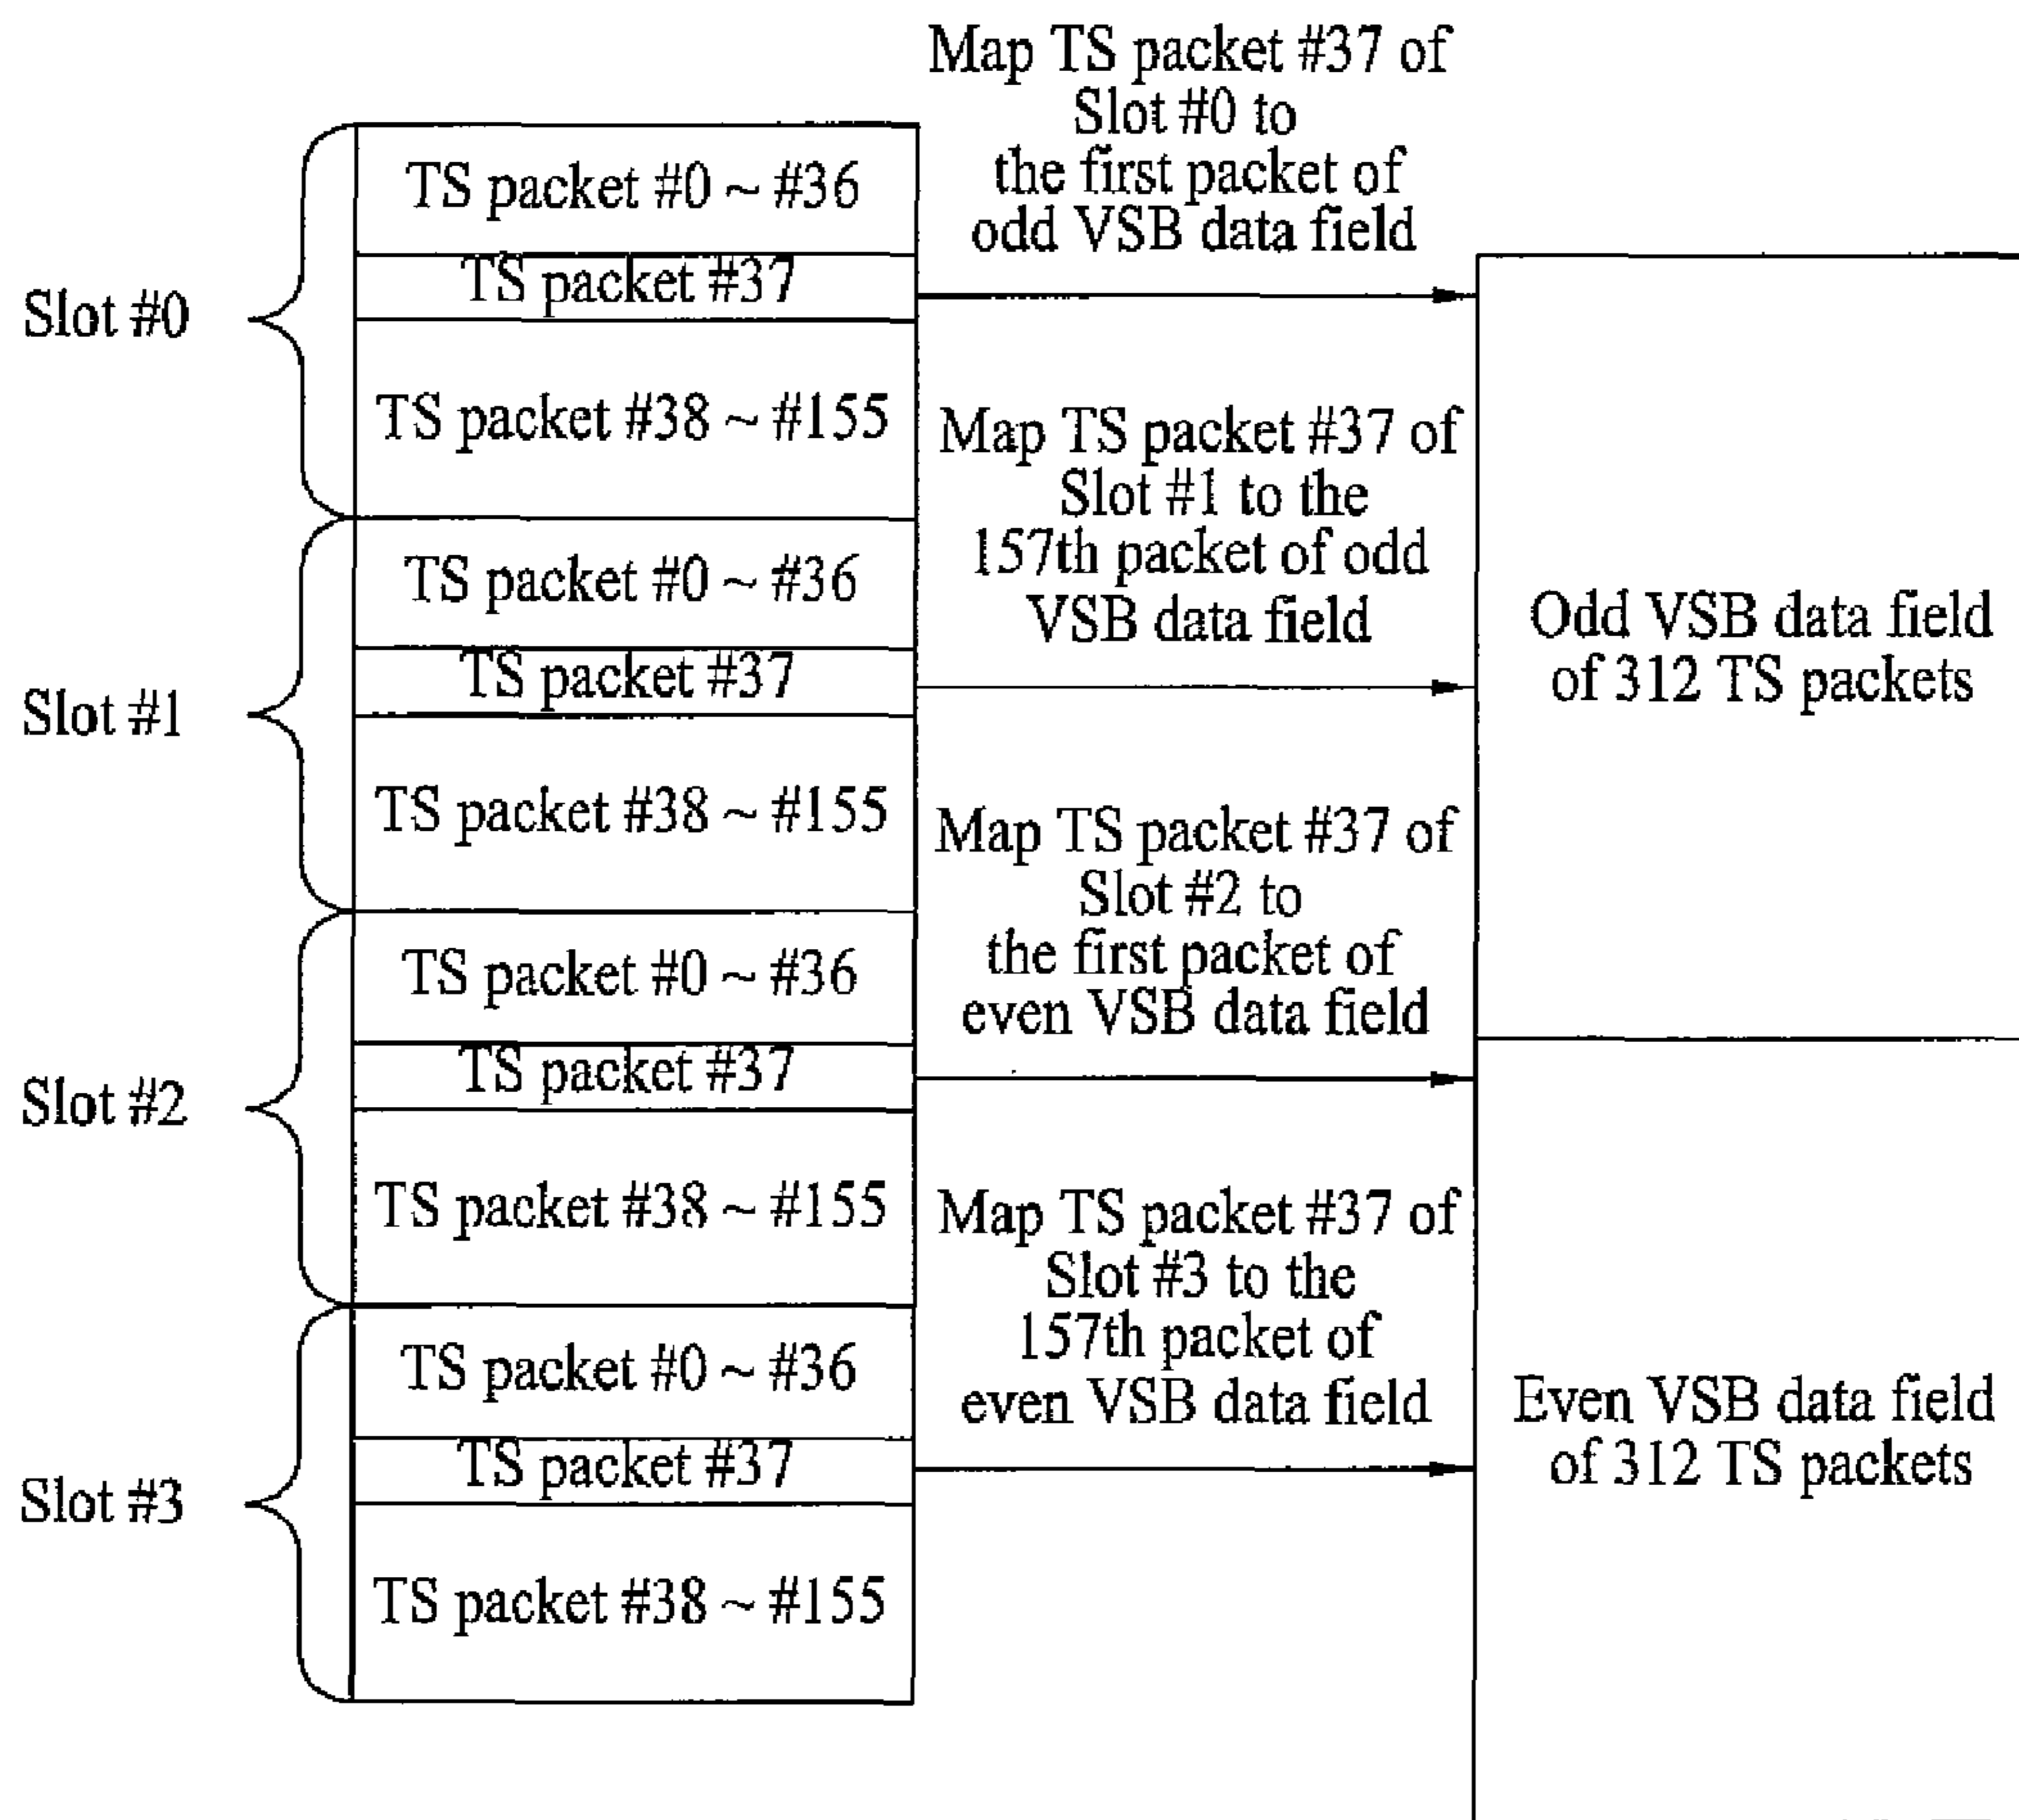 Slot #0
TS packet #0 ~ #36
TS packet #37
TS packet #38 ~ #155
Slot #1
TS packet #0 ~ #36
TS packet #37
TS packet #38 ~ #155
Slot #2
TS packet #0 ~ #36
TS packet #37
TS packet #38 ~ #155
Slot #3
TS packet #0 ~ #36
TS packet #37
TS packet #38 ~ #155
Map TS packet #37 of
Slot #0 to
the first packet of
odd VSB data field
Map TS packet #37 of
Slot #1 to the
157th packet of odd
VSB data field
Map TS packet #37 of
Slot #2 to
the first packet of
even VSB data field
Map TS packet #37 of
Slot #3 to the
157th packet of
even VSB data field
Odd VSB data field
of 312 TS packets
Even VSB data field
of 312 TS packets